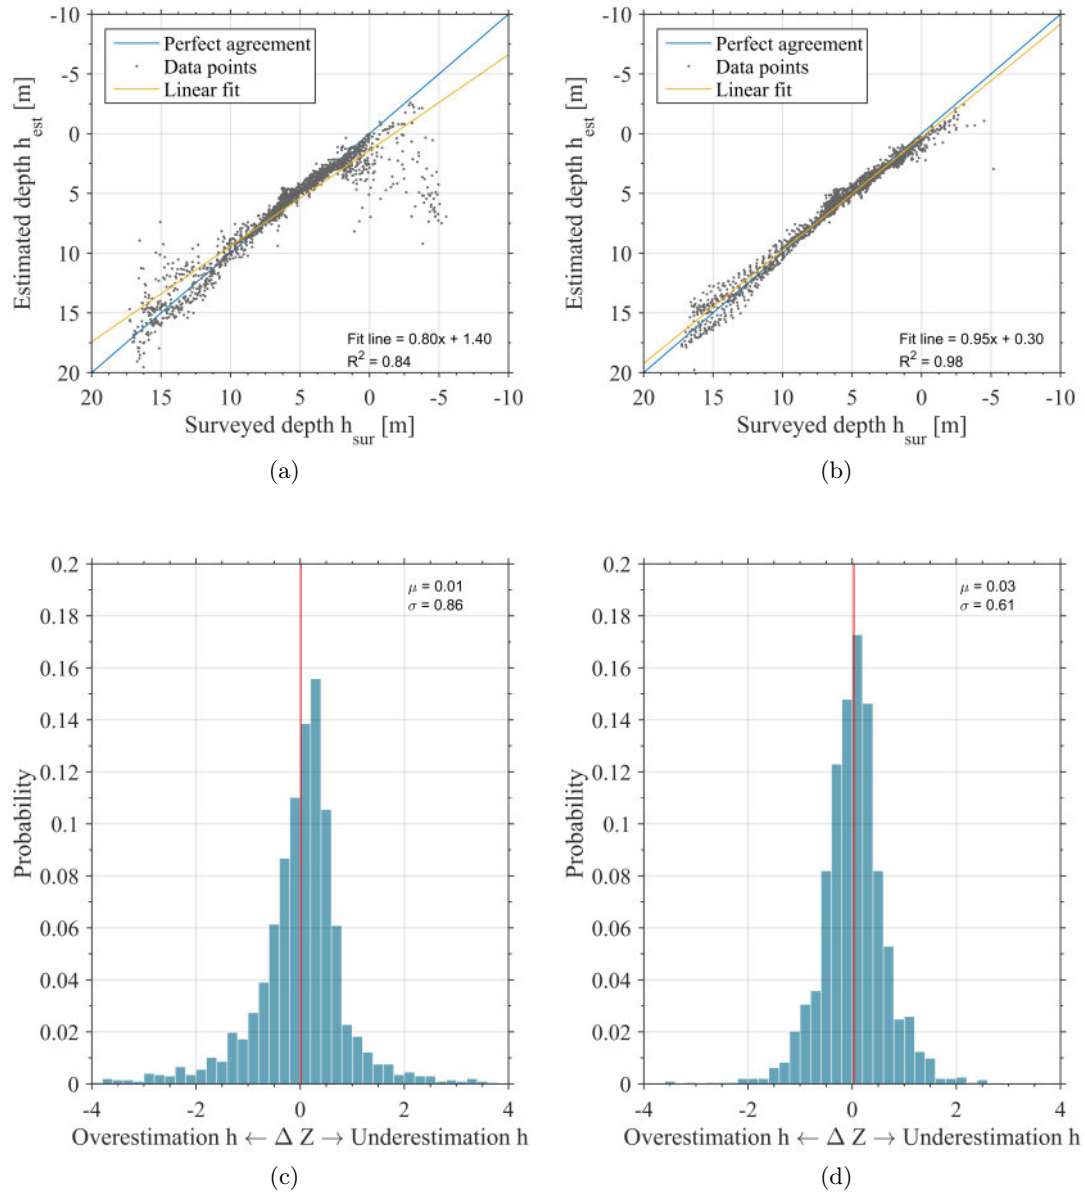 -10
-5
0
5
10
15
20
Estimated depth h_est [m]
Perfect agreement
Data points
Linear fit
Fit line = 0.80x + 1.40
R² = 0.84
20 15 10 5 0 -5 -10
Surveyed depth h_sur [m]
(a)
-10
-5
0
5
10
15
20
Estimated depth h_est [m]
Perfect agreement
Data points
Linear fit
Fit line = 0.95x + 0.30
R² = 0.98
20 15 10 5 0 -5 -10
Surveyed depth h_sur [m]
(b)
0.2
0.18
0.16
0.14
0.12
0.1
0.08
0.06
0.04
0.02
0
Probability
μ = 0.01
σ = 0.86
-4 -2 0 2 4
Overestimation h ← Δ Z → Underestimation h
(c)
0.2
0.18
0.16
0.14
0.12
0.1
0.08
0.06
0.04
0.02
0
Probability
μ = 0.03
σ = 0.61
-4 -2 0 2 4
Overestimation h ← Δ Z → Underestimation h
(d)